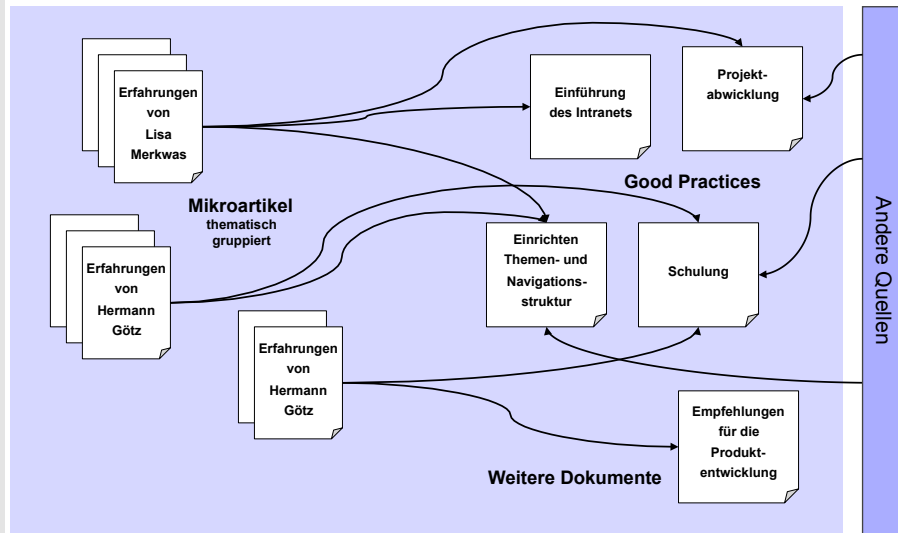 Erfahrungen
von
Lisa
Merkwas
Einführung
des Intranets
Projekt-
abwicklung
Good Practices
Mikroartikel
thematisch
gruppiert
Erfahrungen
von
Hermann
Götz
Einrichten
Themen- und
Navigations-
struktur
Schulung
Erfahrungen
von
Hermann
Götz
Empfehlungen
für die
Produkt-
entwicklung
Weitere Dokumente
Andere Quellen